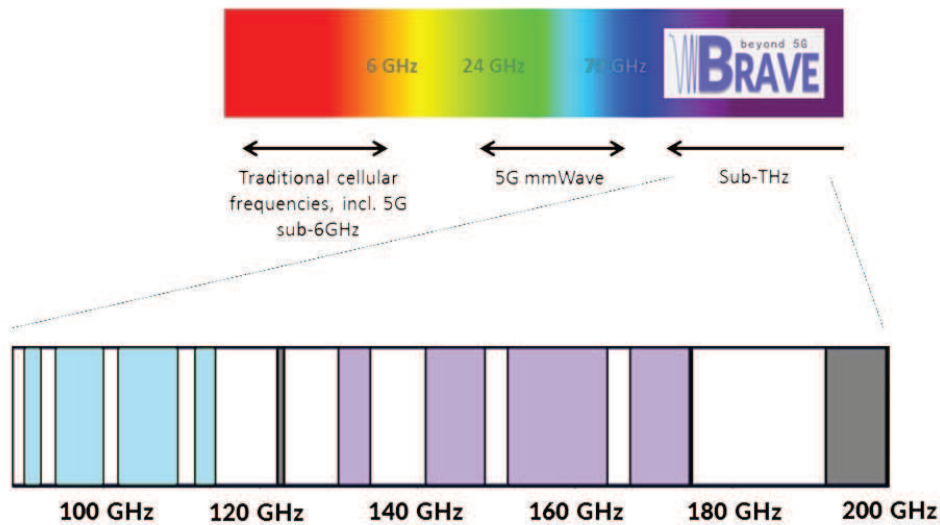 6 GHz 24 GHz 70 GHz
beyond 5G
BRAVE
Traditional cellular
frequencies, incl. 5G
sub-6GHz
5G mmWave
Sub-THz
100 GHz 120 GHz 140 GHz 160 GHz 180 GHz 200 GHz